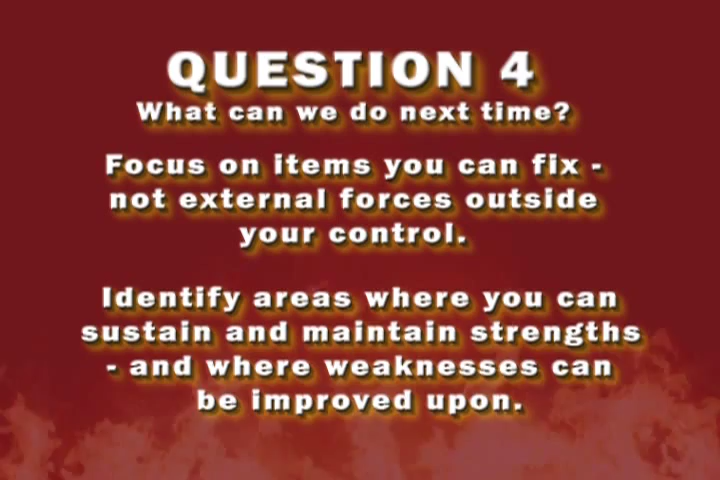 QUESTION 4
What can we do next time?
Focus on items you can fix -
not external forces outside
your control.
Identify areas where you can
sustain and maintain strengths
- and where weaknesses can
be improved upon.